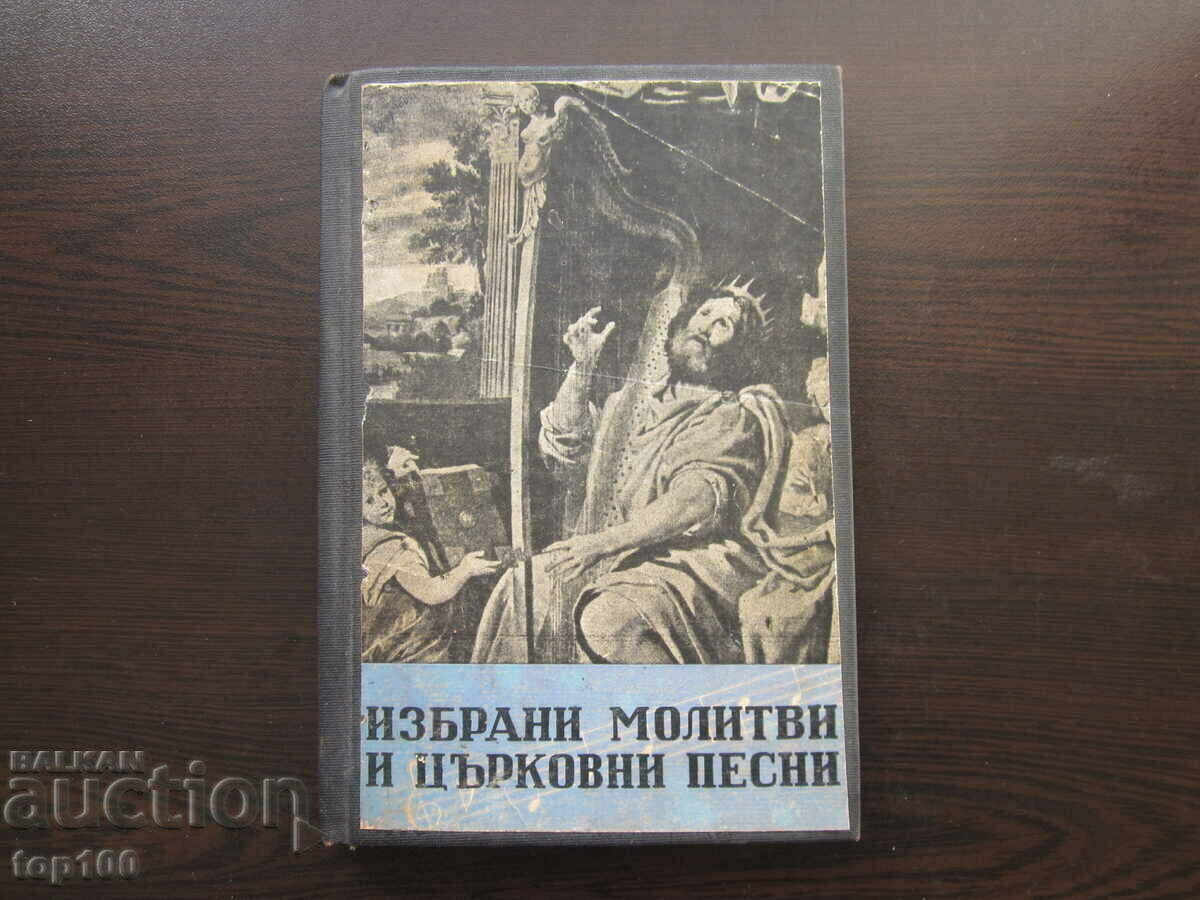 ИЗБРАНИ МОЛИТВИ
И ЦЪРКОВНИ ПЕСНИ
BALKAN
auction
top100